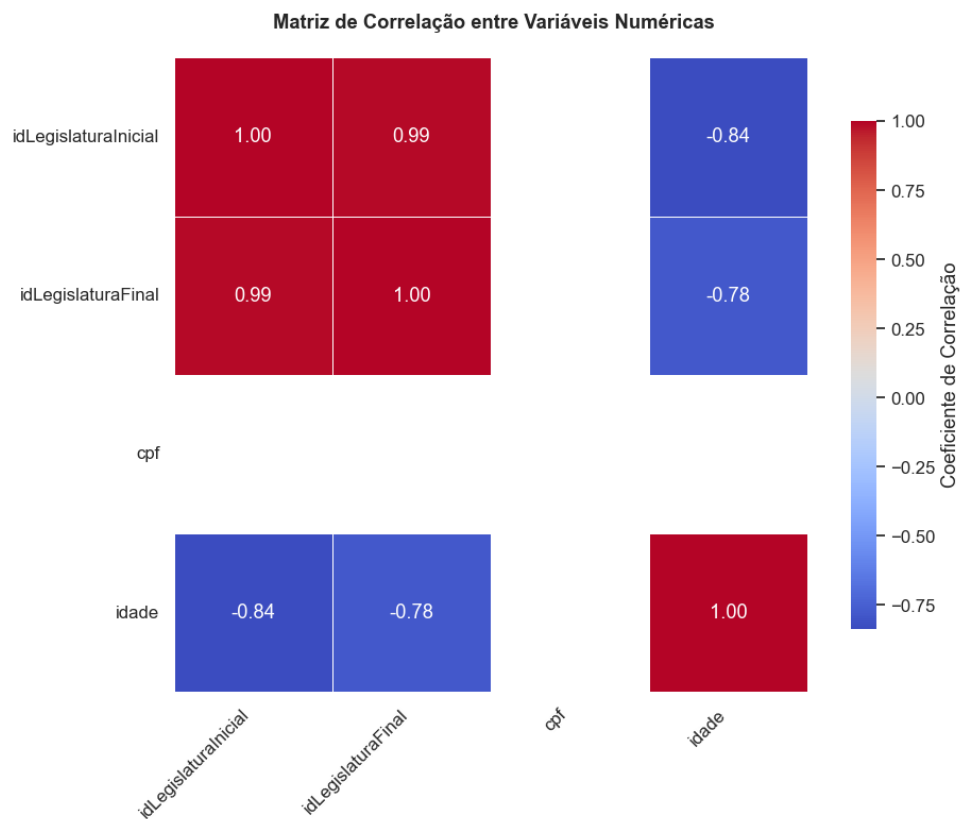 Matriz de Correlação entre Variáveis Numéricas
idLegislaturaInicial
1.00
0.99
-0.84
idLegislaturaFinal
0.99
1.00
-0.78
cpf
idade
-0.84
-0.78
1.00
idLegislaturaInicial
idLegislaturaFinal
cpf
idade
1.00
0.75
0.50
0.25
0.00
−0.25
−0.50
−0.75
Coeficiente de Correlação